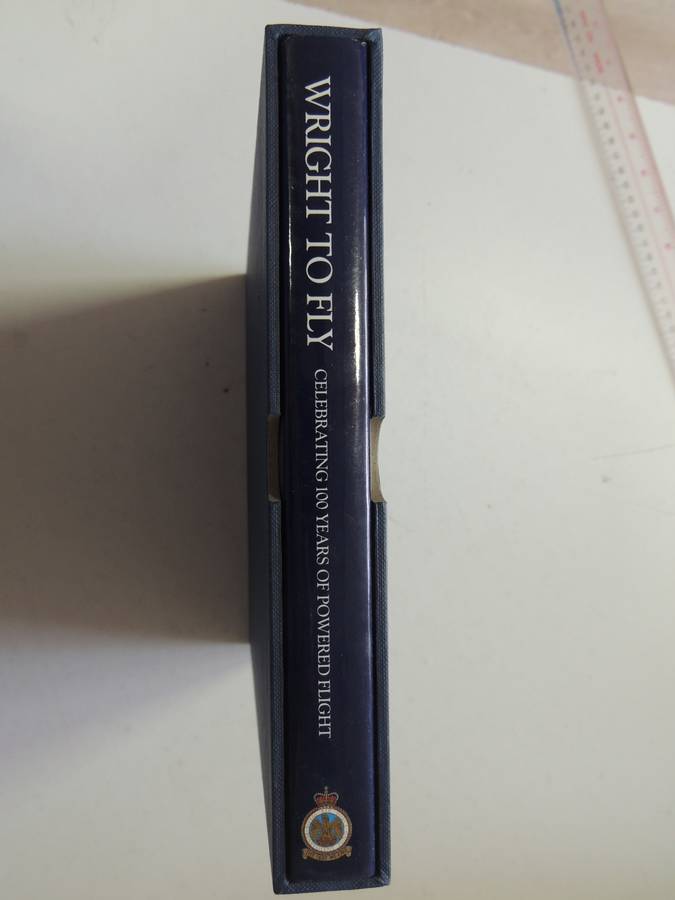 WRIGHT TO FLY
CELEBRATING 100 YEARS OF POWERED FLIGHT